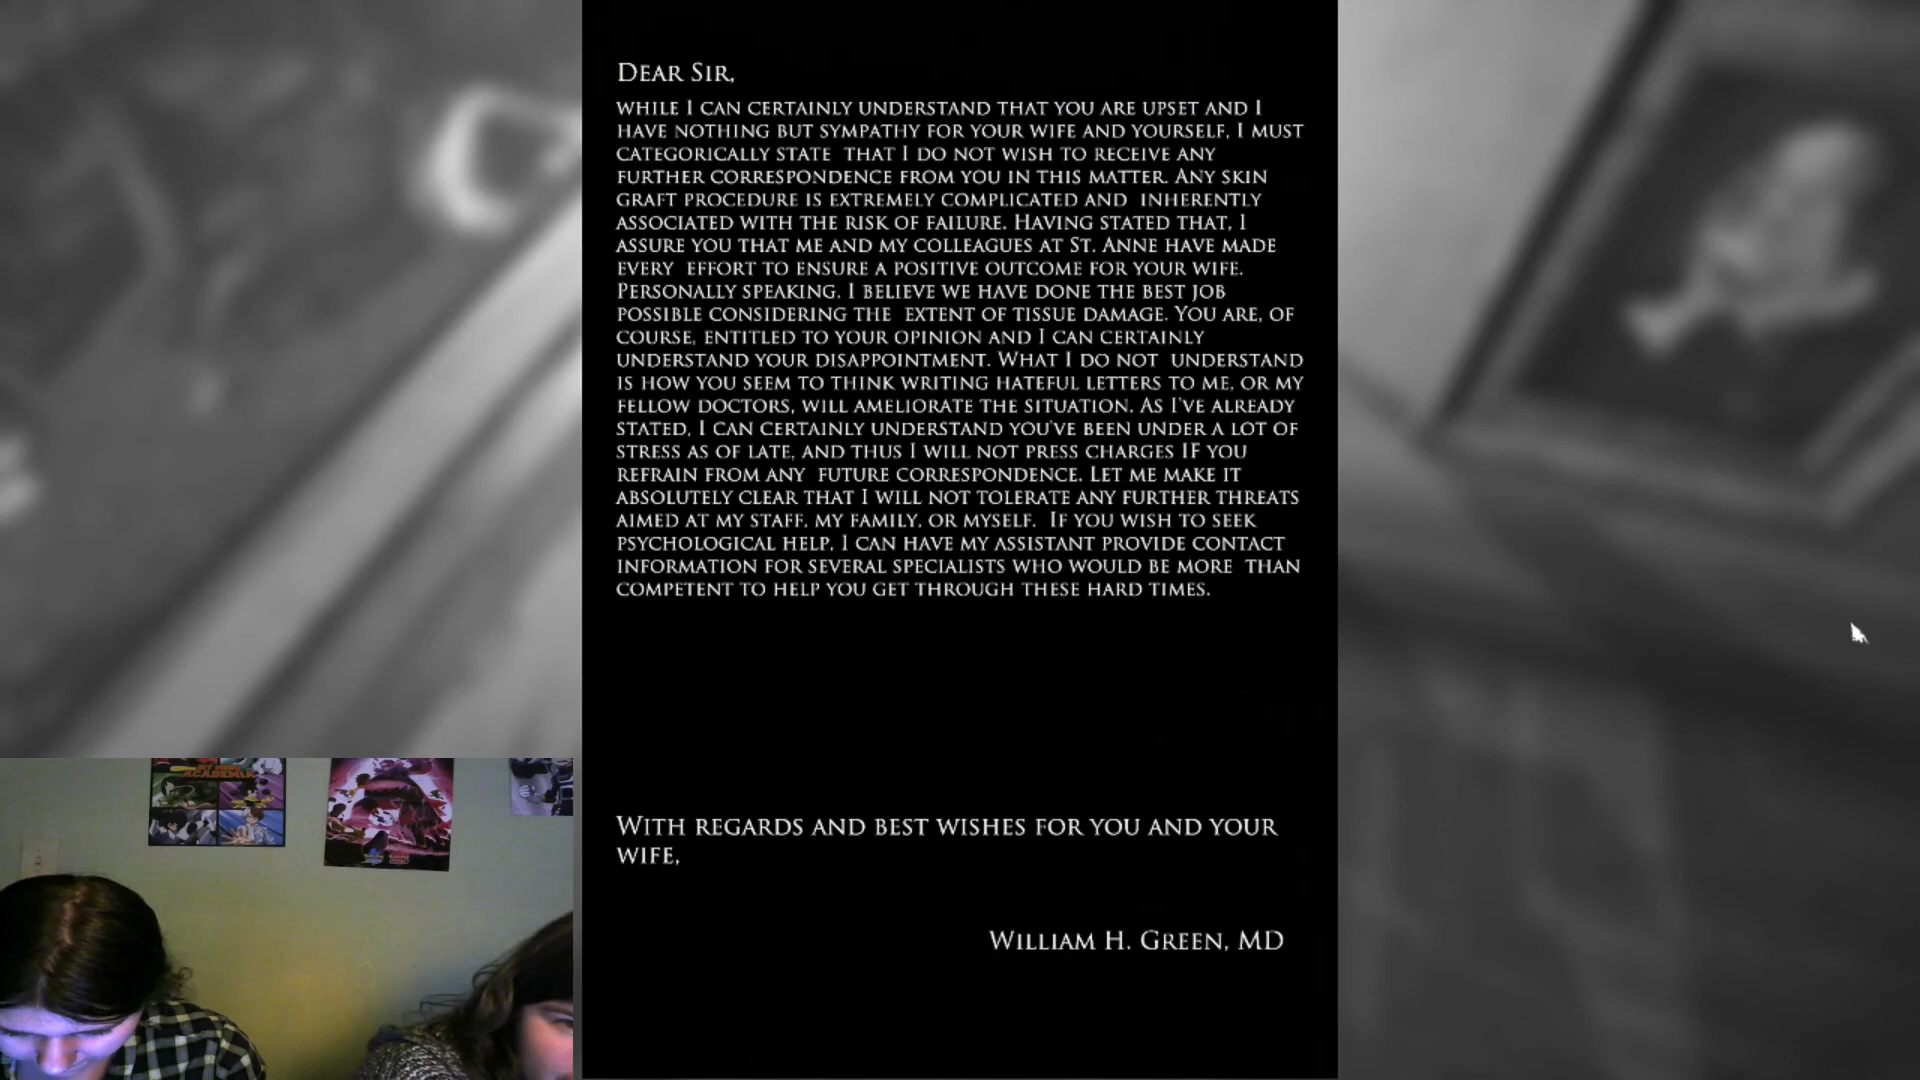 Dear Sir,
while I can certainly understand that you are upset and I
have nothing but sympathy for your wife and yourself, I must
categorically state that I do not wish to receive any
further correspondence from you in this matter. Any skin
graft procedure is extremely complicated and inherently
associated with the risk of failure. Having stated that, I
assure you that me and my colleagues at St. Anne have made
every effort to ensure a positive outcome for your wife.
Personally speaking, I believe we have done the best job
possible considering the extent of tissue damage. You are, of
course, entitled to your opinion and I can certainly
understand your disappointment. What I do not understand
is how you seem to think writing hateful letters to me, or my
fellow doctors, will ameliorate the situation. As I've already
stated, I can certainly understand you've been under a lot of
stress as of late, and thus I will not press charges IF you
refrain from any future correspondence. Let me make it
absolutely clear that I will not tolerate any further threats
aimed at my staff, my family, or myself. If you wish to seek
psychological help, I can have my assistant provide contact
information for several specialists who would be more than
competent to help you get through these hard times.
With regards and best wishes for you and your
wife,
William H. Green, MD
ACADEMIA